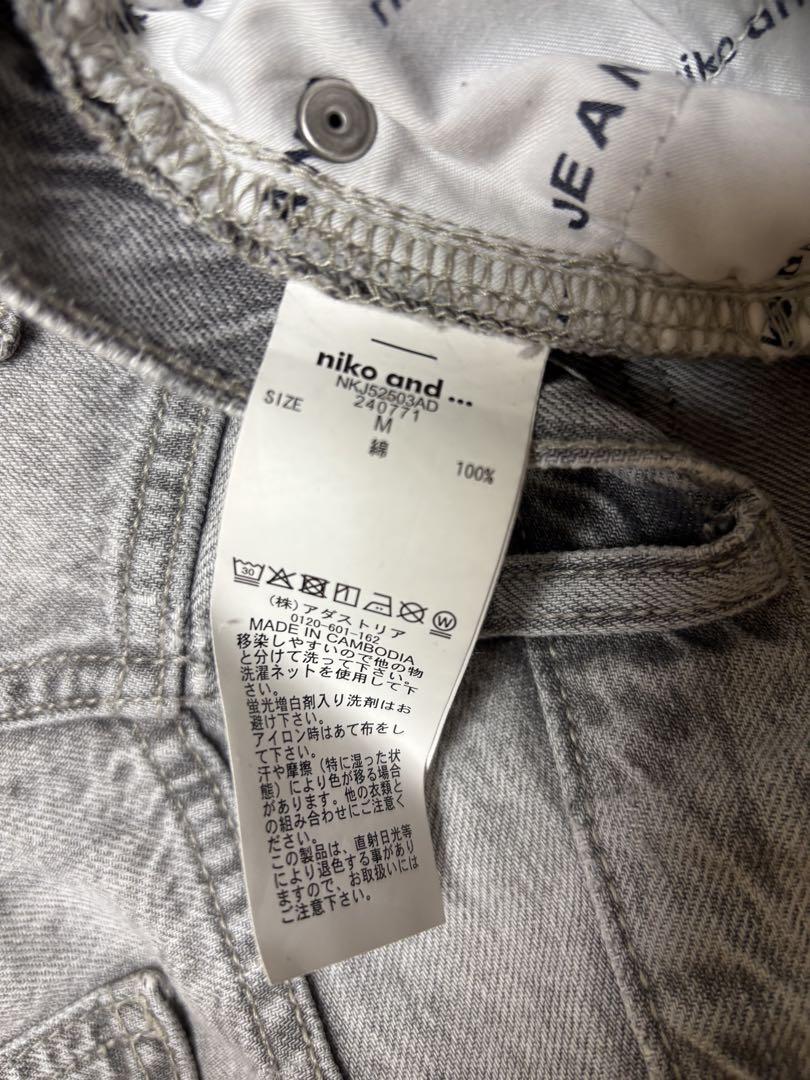 JEAN
niko an
niko and ...
NKJ52503AD
240771
SIZE M
綿 100%
30
W
(株)アダストリア
0120-601-162
MADE IN CAMBODIA
移染しやすいので他の物
と分けて洗って下さい。
洗濯ネットを使用して下
さい。
蛍光増白剤入り洗剤はお
避け下さい。
アイロン時はあて布をし
て下さい。
汗や摩擦(特に湿った状
態)により色が移る場合
があります。他の衣類と
の組み合わせにご注意く
ださい。
この製品は、直射日光等
により退色する事があり
ますので、お取扱いには
ご注意下さい。